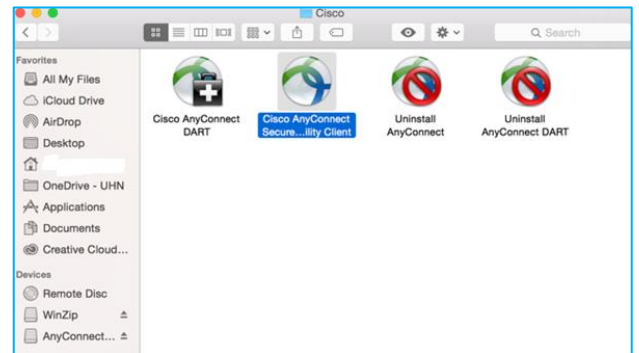 Cisco
Search
Favorites
All My Files
iCloud Drive
AirDrop
Desktop
OneDrive - UHN
Applications
Documents
Creative Cloud...
Devices
Remote Disc
WinZip
AnyConnect...
Cisco AnyConnect
DART
Cisco AnyConnect
Secure...ility Client
Uninstall
AnyConnect
Uninstall
AnyConnect DART